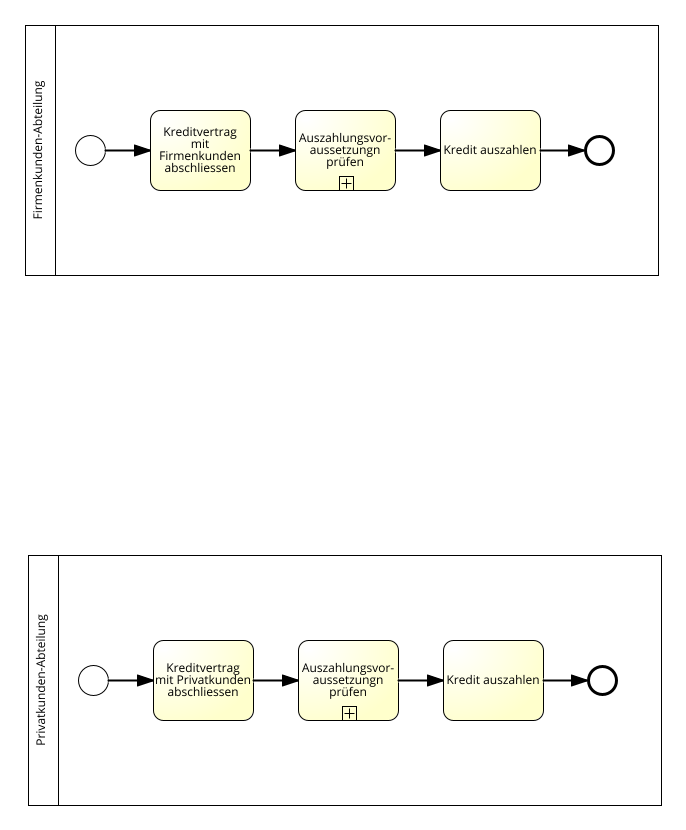 Firmenkunden-Abteilung
Kreditvertrag
mit
Firmenkunden
abschliessen
Auszahlungsvor-
aussetzungn
prüfen
Kredit auszahlen
Privatkunden-Abteilung
Kreditvertrag
mit Privatkunden
abschliessen
Auszahlungsvor-
aussetzungn
prüfen
Kredit auszahlen